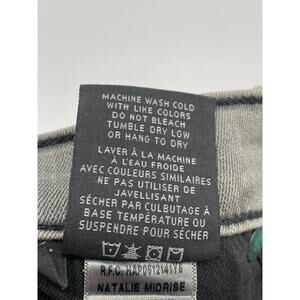 MACHINE WASH COLD
WITH LIKE COLORS
DO NOT BLEACH
TUMBLE DRY LOW
OR HANG TO DRY
LAVER À LA MACHINE
À L'EAU FROIDE
AVEC COULEURS SIMILAIRES
NE PAS UTILISER DE
JAVELLISANT
SÉCHER PAR CULBUTAGE À
BASE TEMPÉRATURE OU
SUSPENDRE POUR SÉCHER
R.F.C.
NATALIE MIDRISE